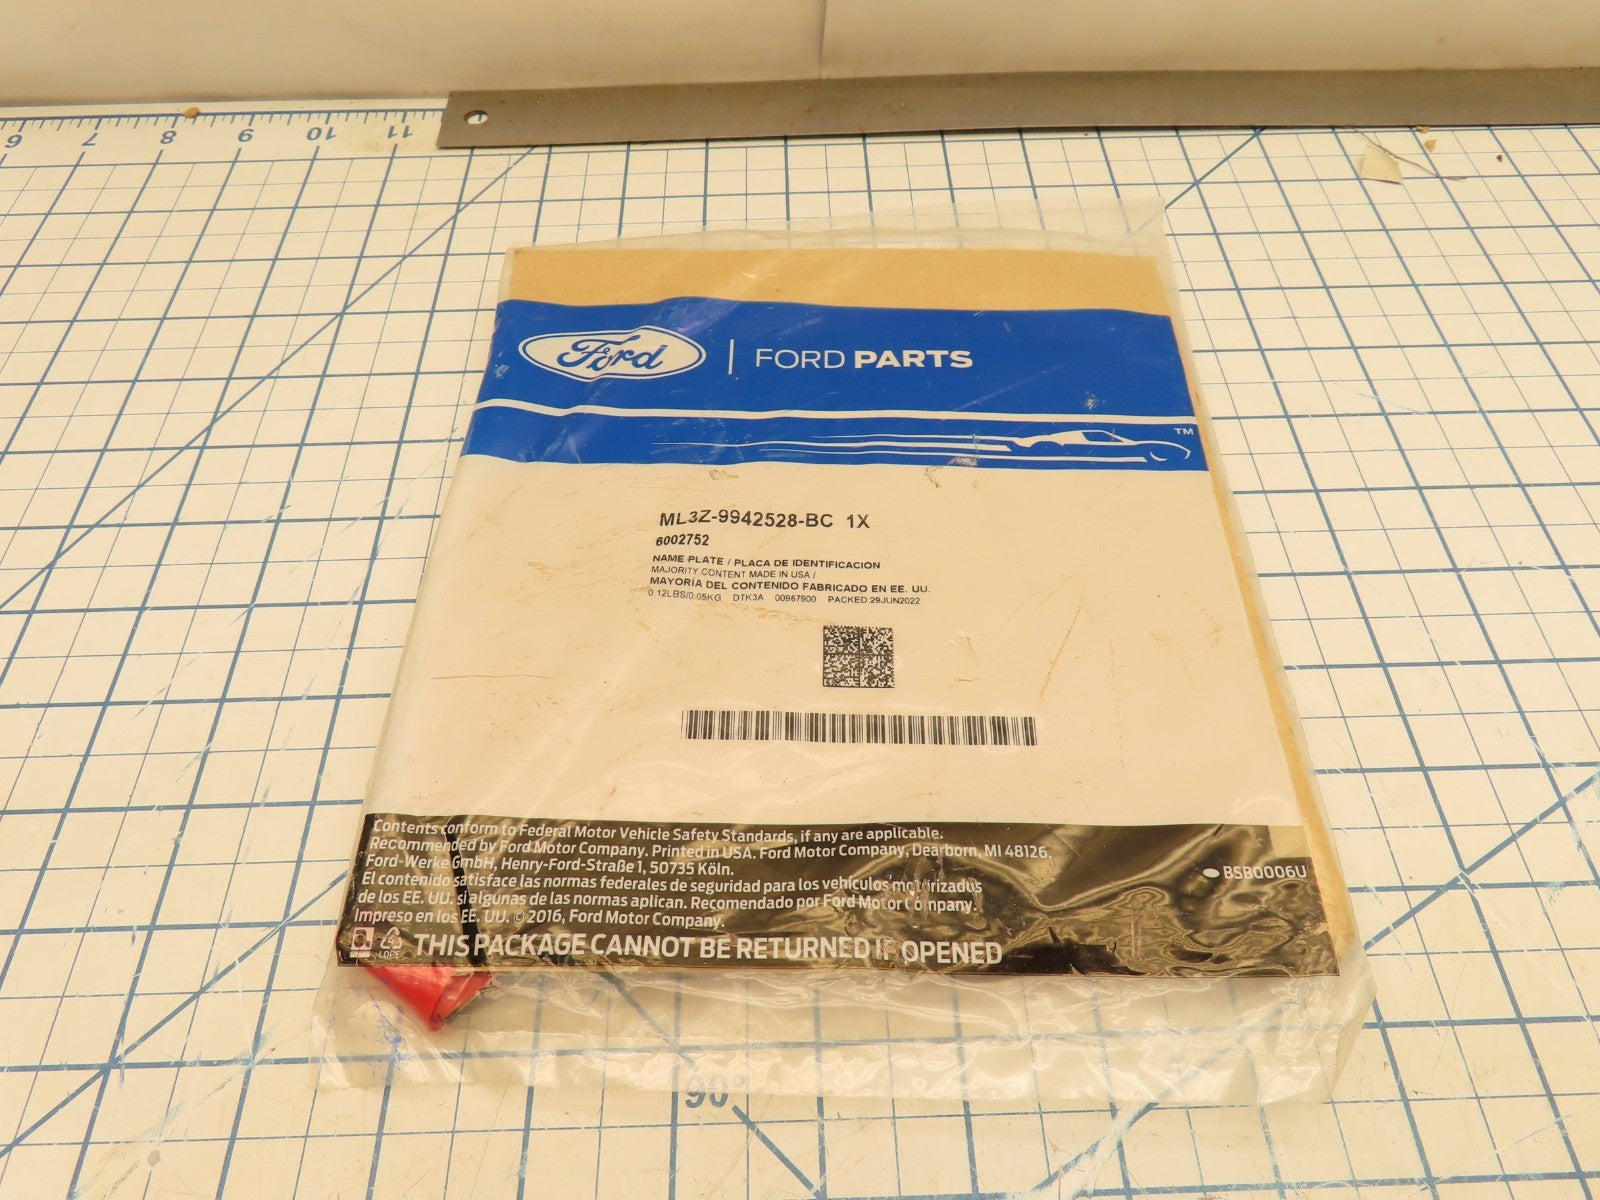 6 7 8 9 10 11
Ford | FORD PARTS
TM
ML3Z-9942528-BC 1X
6002752
NAME PLATE / PLACA DE IDENTIFICACION
MAJORITY CONTENT MADE IN USA /
MAYORÍA DEL CONTENIDO FABRICADO EN EE. UU.
0.12LBS/0.05KG DTK3A 00967900 PACKED:29JUN2022
Contents conform to Federal Motor Vehicle Safety Standards, if any are applicable.
Recommended by Ford Motor Company. Printed in USA. Ford Motor Company, Dearborn, MI 48126.
Ford-Werke GmbH, Henry-Ford-Straße 1, 50735 Köln.
El contenido satisface las normas federales de seguridad para los vehículos motorizados
de los EE. UU. si algunas de las normas aplican. Recomendado por Ford Motor Company.
Impreso en los EE. UU. © 2016, Ford Motor Company.
BSB0006U
LDPE
THIS PACKAGE CANNOT BE RETURNED IF OPENED
90°